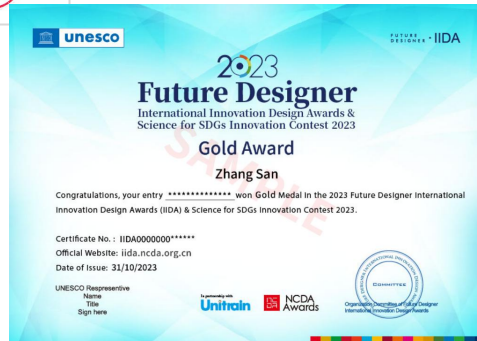 unesco
FUTURE DESIGNER · IIDA
2023
Future Designer
International Innovation Design Awards &
Science for SDGs Innovation Contest 2023
Gold Award
Zhang San
SAMPLE
Congratulations, your entry ************** won Gold Medal in the 2023 Future Designer International
Innovation Design Awards (IIDA) & Science for SDGs Innovation Contest 2023.
Certificate No. : IIDA0000000******
Official Website: iida.ncda.org.cn
Date of Issue: 31/10/2023
UNESCO Respresentive
Name
Title
Sign here
In partnership with
Unitrain
NCDA
Awards
COMMITTEE
Organization Committee of Future Designer
International Innovation Design Awards